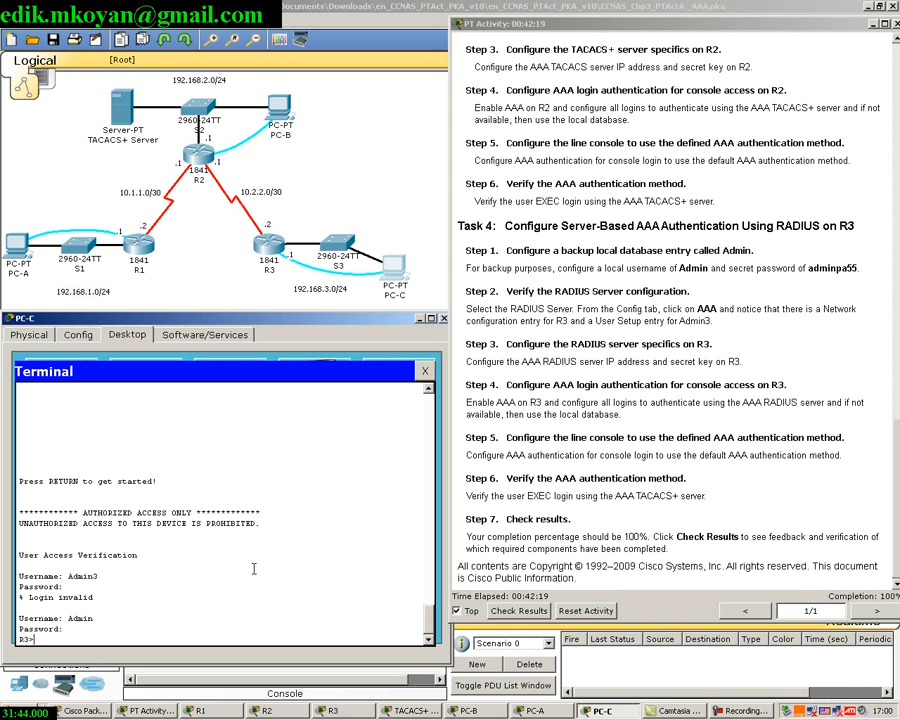 edik.mkoyan@gmail.com
Documents\Downloads\en_CCNAS_PTAct_PKA_v10\en_CCNAS_PTAct_PKA_v10\CCNAS_Chp3_PTActA _AAA.pka
Logical
[Root]
192.168.2.0/24
Server-PT
TACACS+ Server
2960-24TT
S2
PC-PT
PC-B
.1
.1
.1
1841
R2
10.1.1.0/30
10.2.2.0/30
.2
.2
.1
.1
PC-PT
PC-A
2960-24TT
S1
1841
R1
1841
R3
2960-24TT
S3
PC-PT
PC-C
192.168.1.0/24
192.168.3.0/24
PC-C
Physical
Config
Desktop
Software/Services
Terminal
X
Press RETURN to get started!
************ AUTHORIZED ACCESS ONLY *************
UNAUTHORIZED ACCESS TO THIS DEVICE IS PROHIBITED.
User Access Verification
Username: Admin3
Password:
% Login invalid
Username: Admin
Password:
R3>
PT Activity: 00:42:19
Step 3. Configure the TACACS+ server specifics on R2.
Configure the AAA TACACS server IP address and secret key on R2.
Step 4. Configure AAA login authentication for console access on R2.
Enable AAA on R2 and configure all logins to authenticate using the AAA TACACS+ server and if not
available, then use the local database.
Step 5. Configure the line console to use the defined AAA authentication method.
Configure AAA authentication for console login to use the default AAA authentication method.
Step 6. Verify the AAA authentication method.
Verify the user EXEC login using the AAA TACACS+ server.
Task 4: Configure Server-Based AAA Authentication Using RADIUS on R3
Step 1. Configure a backup local database entry called Admin.
For backup purposes, configure a local username of Admin and secret password of adminpa55.
Step 2. Verify the RADIUS Server configuration.
Select the RADIUS Server. From the Config tab, click on AAA and notice that there is a Network
configuration entry for R3 and a User Setup entry for Admin3.
Step 3. Configure the RADIUS server specifics on R3.
Configure the AAA RADIUS server IP address and secret key on R3.
Step 4. Configure AAA login authentication for console access on R3.
Enable AAA on R3 and configure all logins to authenticate using the AAA RADIUS server and if not
available, then use the local database.
Step 5. Configure the line console to use the defined AAA authentication method.
Configure AAA authentication for console login to use the default AAA authentication method.
Step 6. Verify the AAA authentication method.
Verify the user EXEC login using the AAA TACACS+ server.
Step 7. Check results.
Your completion percentage should be 100%. Click Check Results to see feedback and verification of
which required components have been completed.
All contents are Copyright © 1992–2009 Cisco Systems, Inc. All rights reserved. This document
is Cisco Public Information.
Time Elapsed: 00:42:19
Completion: 100%
Top
Check Results
Reset Activity
<
1/1
>
Scenario 0
New
Delete
Toggle PDU List Window
Fire
Last Status
Source
Destination
Type
Color
Time (sec)
Periodic
Console
31:44.000
Cisco Pack...
PT Activity...
R1
R2
R3
TACACS+ ...
PC-B
PC-A
PC-C
Camtasia ...
Recording...
17:00